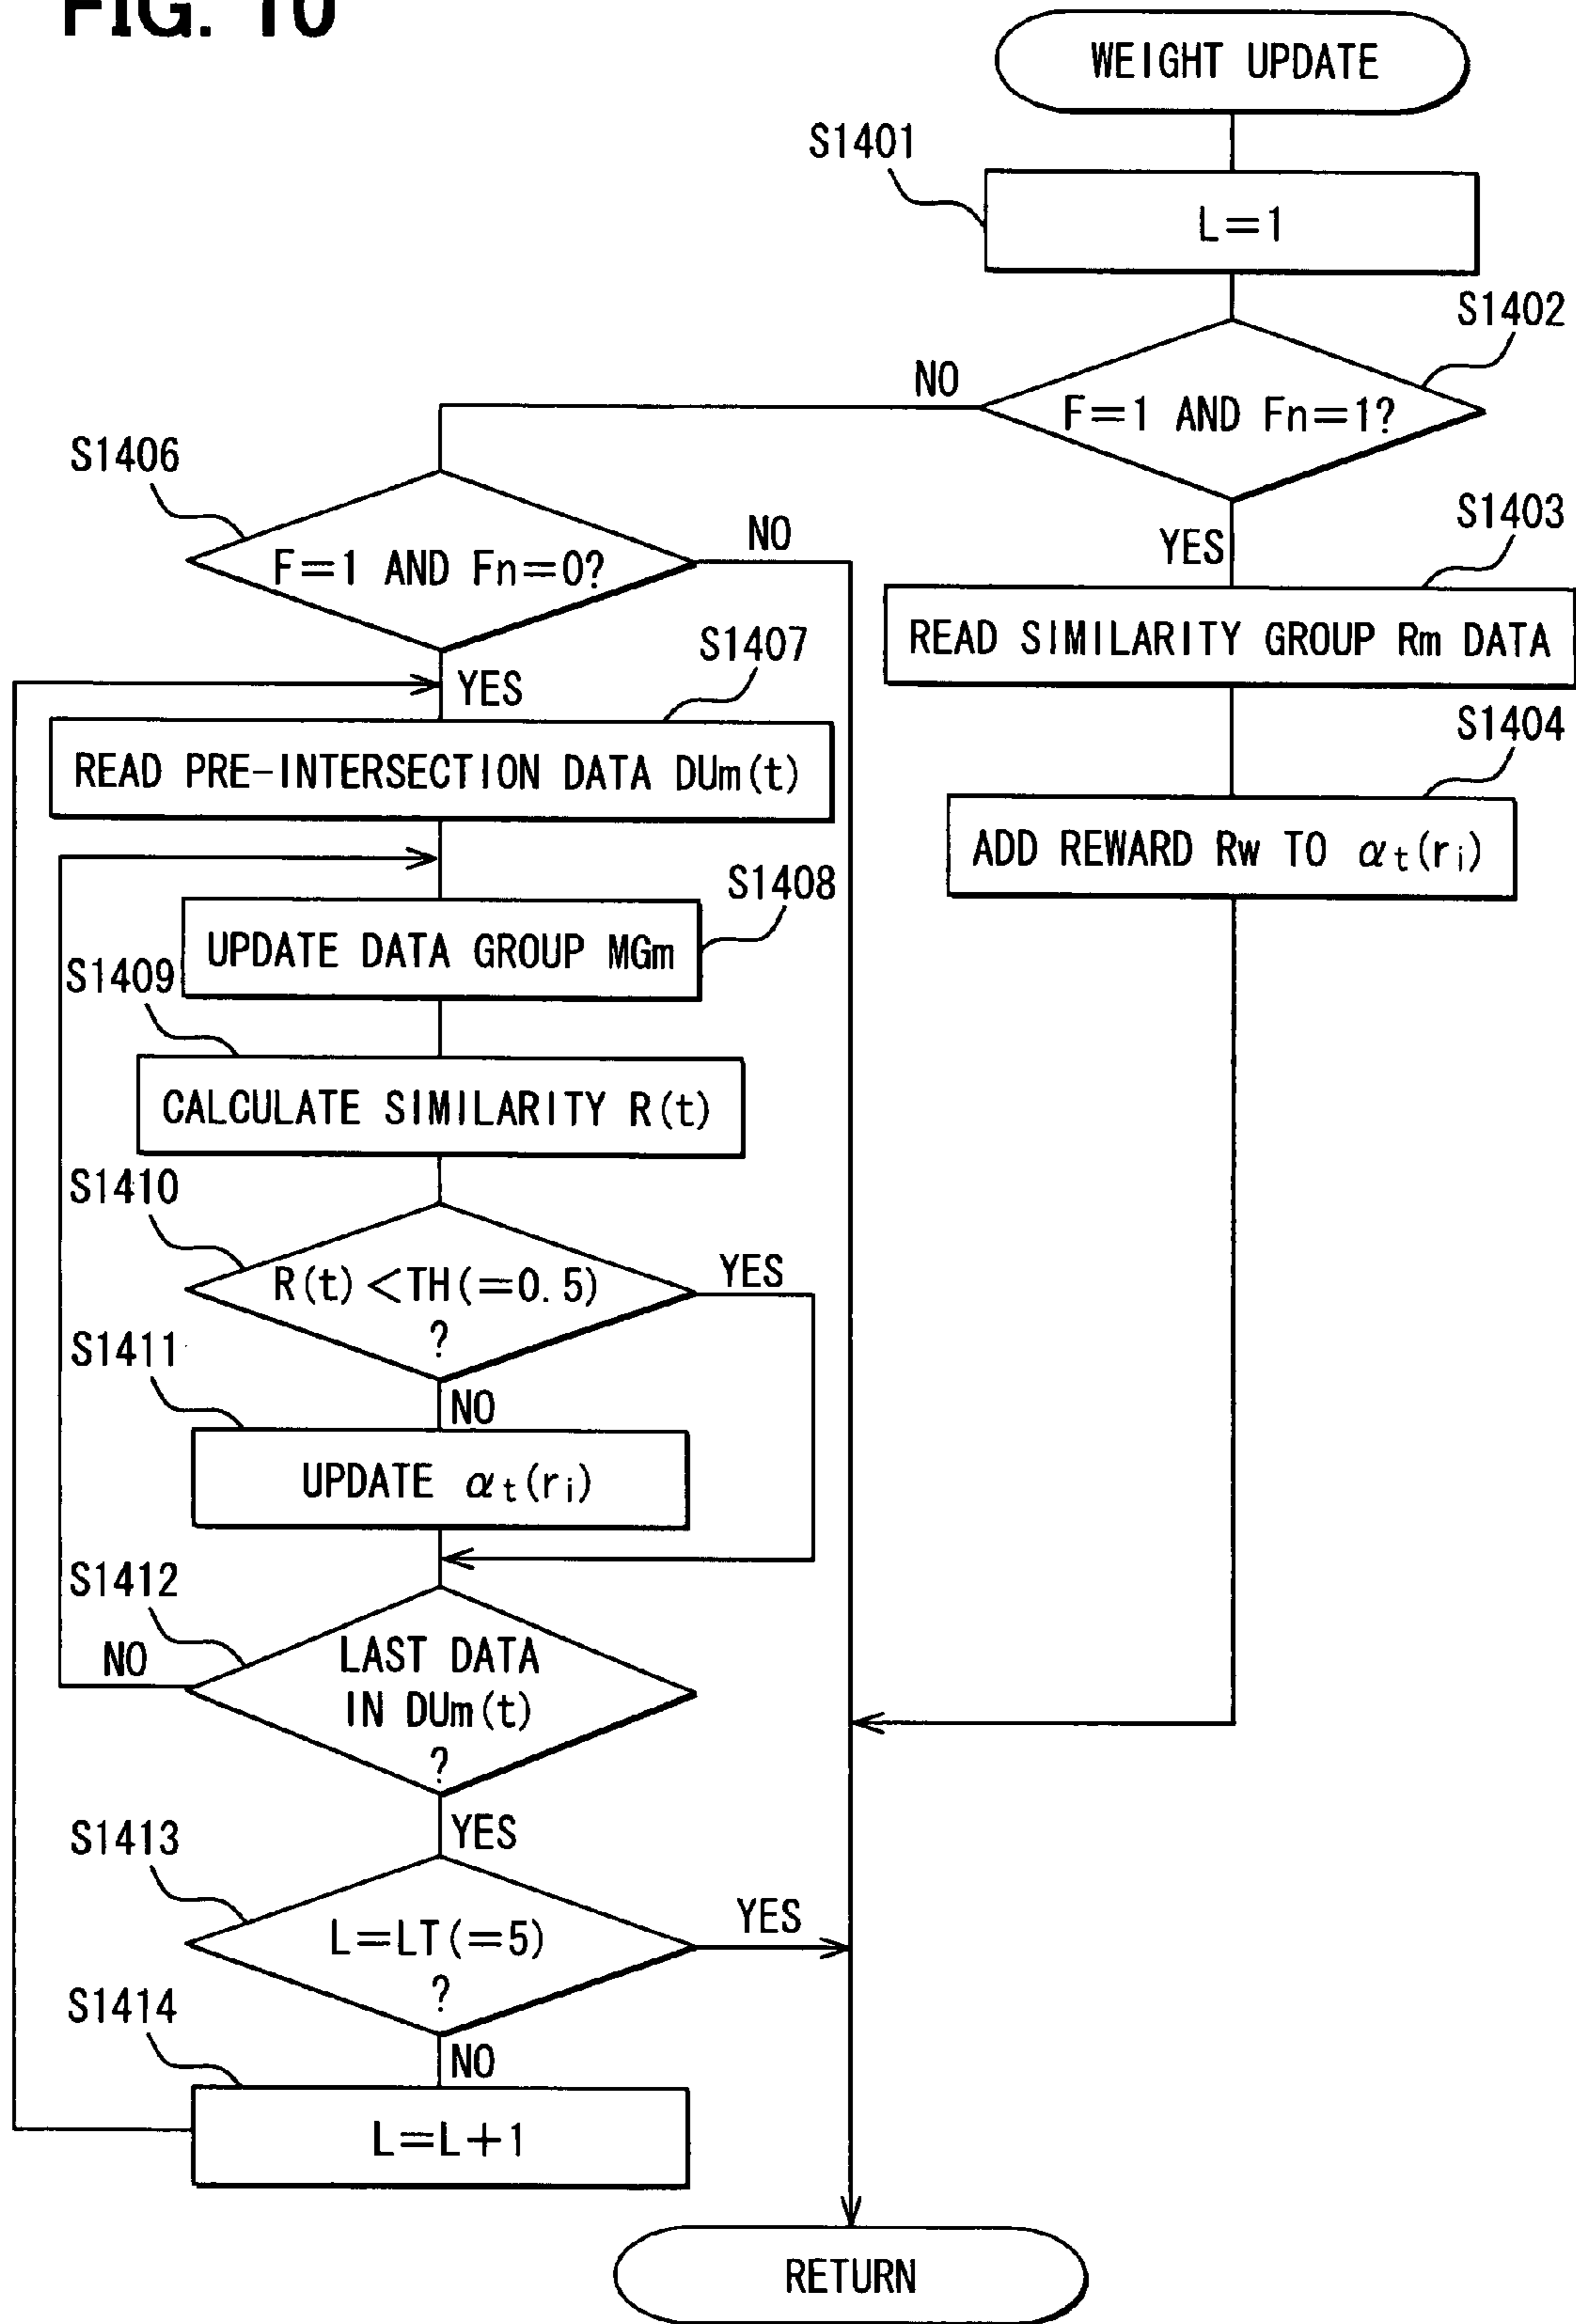 FIG. 10
WEIGHT UPDATE
S1401
L=1
S1402
F=1 AND Fn=1?
NO
YES
S1403
READ SIMILARITY GROUP Rm DATA
S1404
ADD REWARD Rw TO αt(ri)
S1406
F=1 AND Fn=0?
NO
YES
S1407
READ PRE-INTERSECTION DATA DUm(t)
S1408
UPDATE DATA GROUP MGm
S1409
CALCULATE SIMILARITY R(t)
S1410
R(t)<TH(=0.5)
?
YES
NO
S1411
UPDATE αt(ri)
S1412
LAST DATA
IN DUm(t)
?
NO
YES
S1413
L=LT(=5)
?
YES
NO
S1414
L=L+1
RETURN